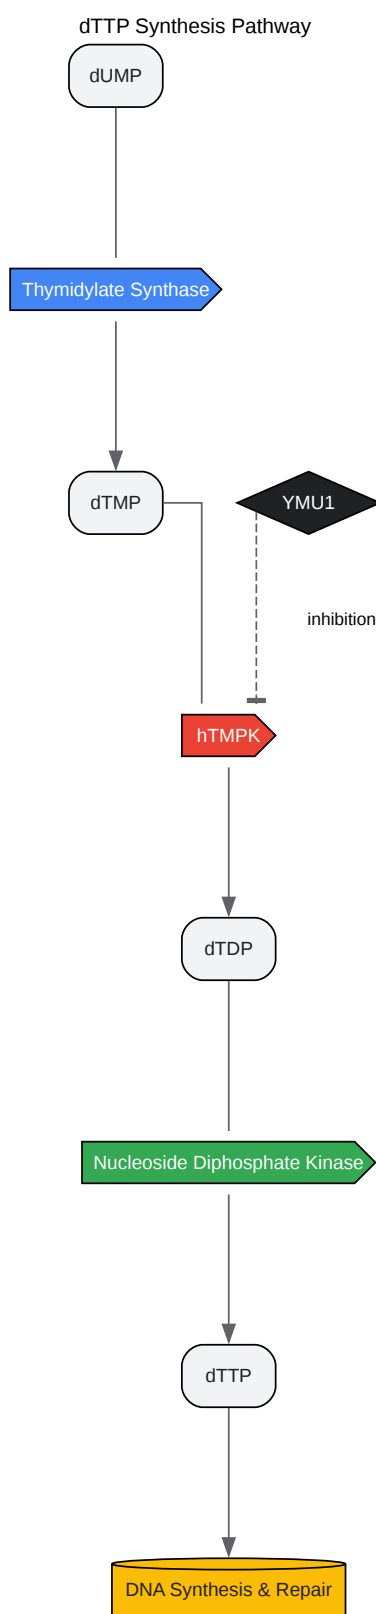 dTTP Synthesis Pathway
dUMP
Thymidylate Synthase
dTMP
YMU1
inhibition
hTMPK
dTDP
Nucleoside Diphosphate Kinase
dTTP
DNA Synthesis & Repair